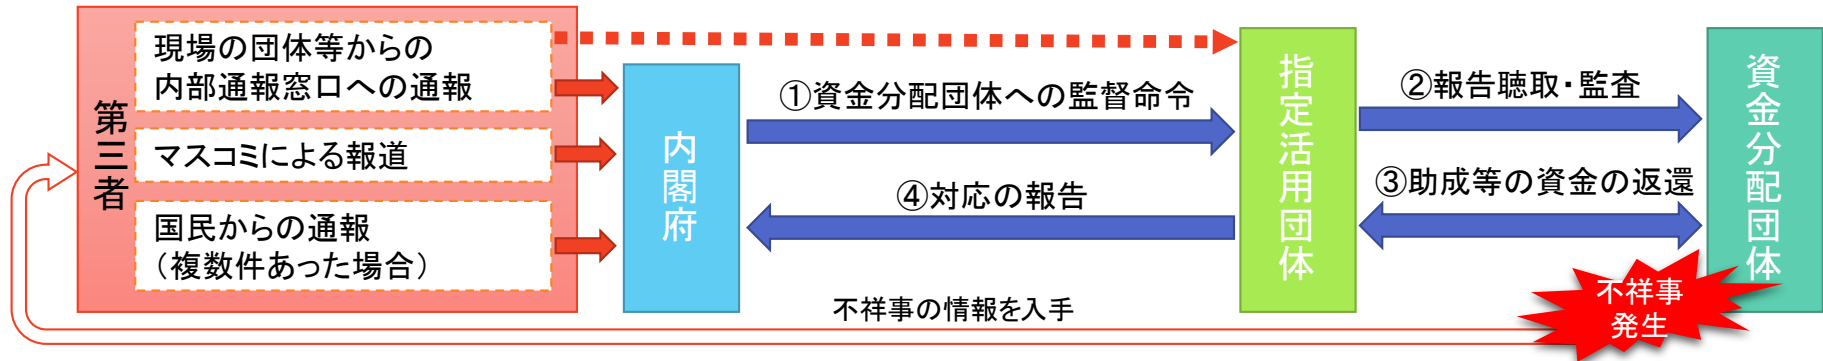 第三者
現場の団体等からの
内部通報窓口への通報
マスコミによる報道
国民からの通報
（複数件あった場合）
内閣府
①資金分配団体への監督命令
④対応の報告
指定活用団体
②報告聴取・監査
③助成等の資金の返還
資金分配団体
不祥事
発生
不祥事の情報を入手